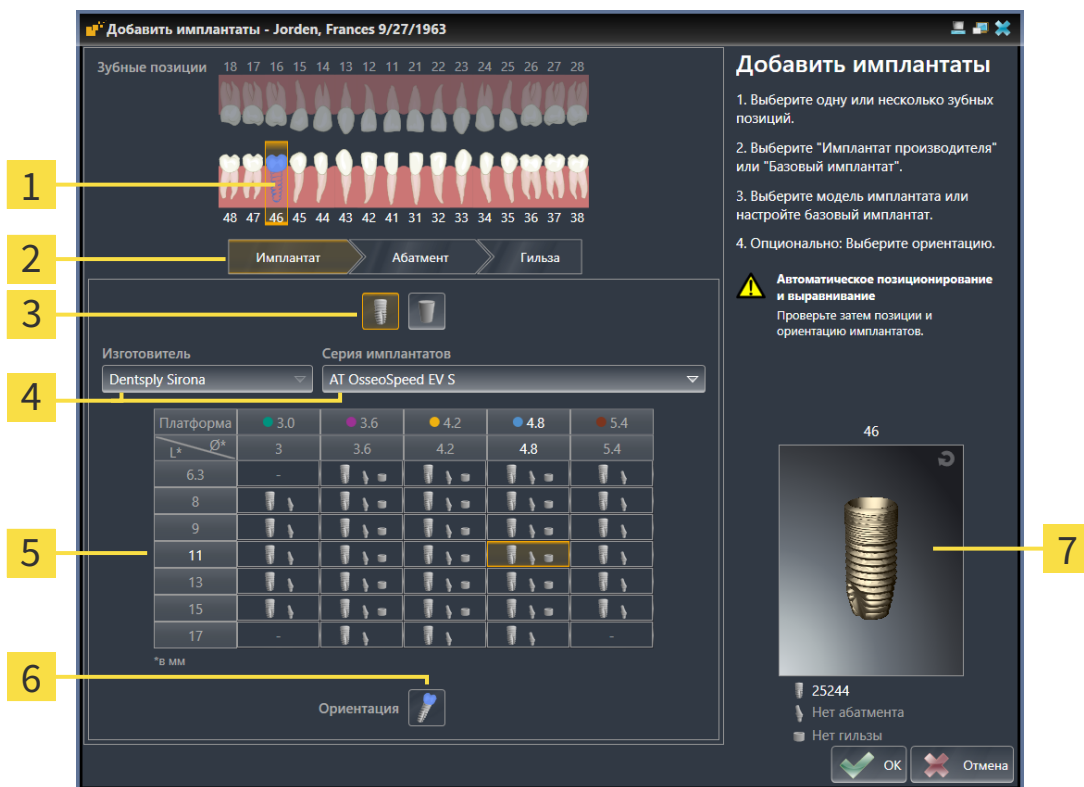 Добавить имплантаты - Jorden, Frances 9/27/1963
Зубные позиции 18 17 16 15 14 13 12 11 21 22 23 24 25 26 27 28
1
48 47 46 45 44 43 42 41 31 32 33 34 35 36 37 38
2
Имплантат Абатмент Гильза
3
Изготовитель Серия имплантатов
Dentsply Sirona AT OsseoSpeed EV S
4
Платформа 3.0 3.6 4.2 4.8 5.4
L* Ø* 3 3.6 4.2 4.8 5.4
6.3 -
8
9
5
11
13
15
17 - -
*в мм
6
Ориентация
Добавить имплантаты
1. Выберите одну или несколько зубных
позиций.
2. Выберите "Имплантат производителя"
или "Базовый имплантат".
3. Выберите модель имплантата или
настройте базовый имплантат.
4. Опционально: Выберите ориентацию.
Автоматическое позиционирование
и выравнивание
Проверьте затем позиции и
ориентацию имплантатов.
46
7
25244
Нет абатмента
Нет гильзы
OK Отмена